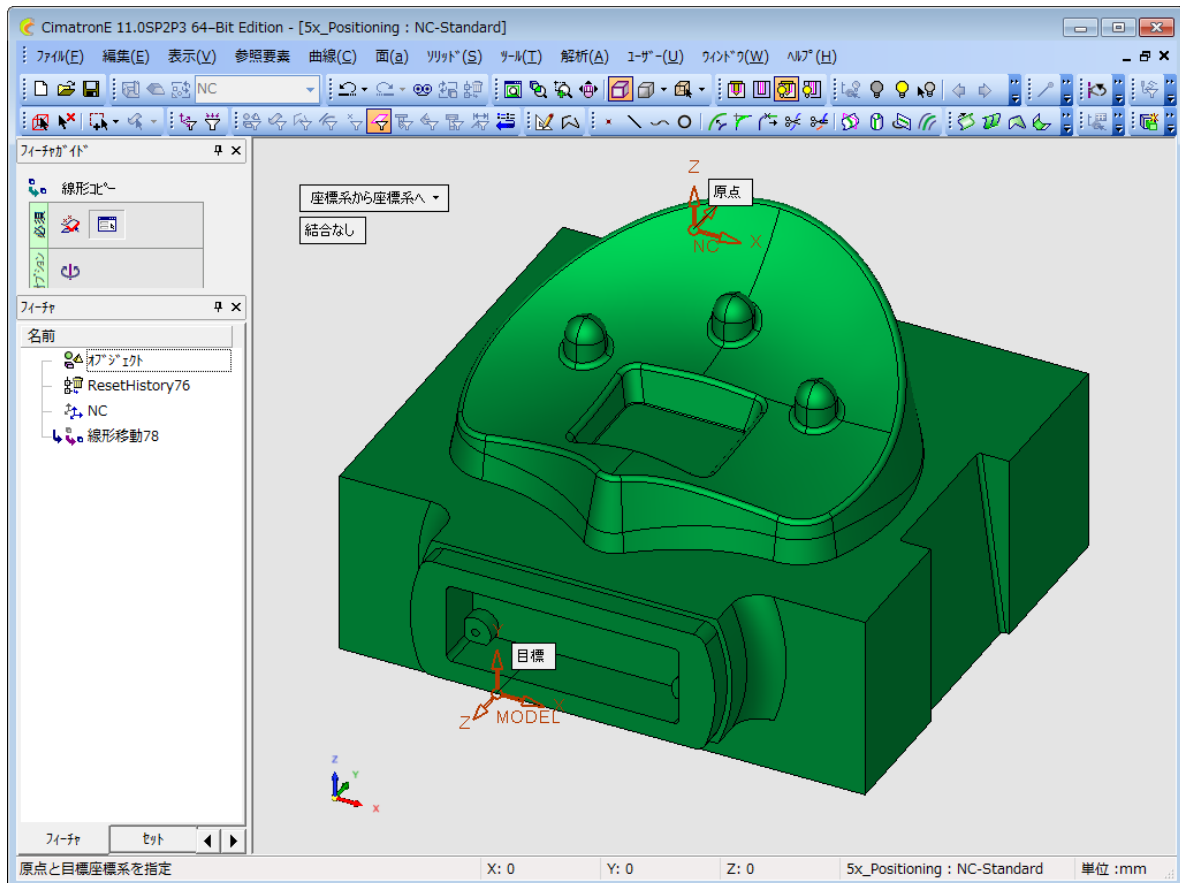 CimatronE 11.0SP2P3 64–Bit Edition - [5x_Positioning : NC-Standard]
ﾌｧｲﾙ(F) 編集(E) 表示(V) 参照要素 曲線(C) 面(a) ｿﾘｯﾄﾞ(S) ﾂｰﾙ(T) 解析(A) ﾕｰｻﾞｰ(U) ｳｨﾝﾄﾞｳ(W) ﾍﾙﾌﾟ(H)
NC
ﾌｨｰﾁｬｶﾞｲﾄﾞ
線形ｺﾋﾟｰ
必須
ｵﾌﾟｼｮﾝ
ﾌｨｰﾁｬ
名前
ｵﾌﾞｼﾞｪｸﾄ
ResetHistory76
NC
線形移動78
座標系から座標系へ
結合なし
Z
原点
X
NC
Y
目標
X
Z
MODEL
Z
Y
X
ﾌｨｰﾁｬ ｾｯﾄ
原点と目標座標系を指定 X: 0 Y: 0 Z: 0 5x_Positioning : NC-Standard 単位 :mm